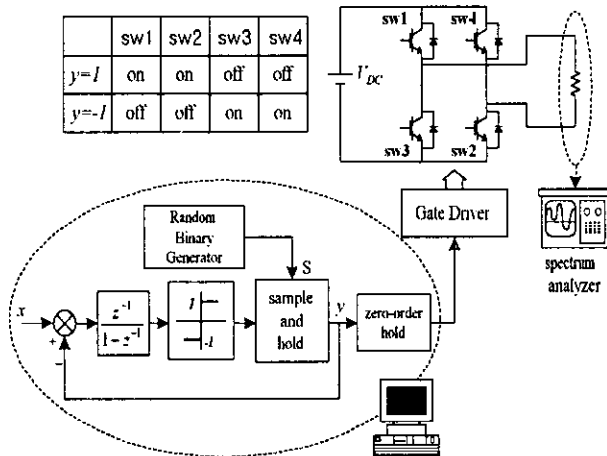 sw1 sw2 sw3 sw4
y=1 on on off off
y=-1 off off on on
sw1
sw4
V_DC
sw3
sw2
Gate Driver
spectrum
analyzer
Random
Binary
Generator
S
x
+
−
z⁻¹
1 - z⁻¹
1
-1
sample
and
hold
y
zero-order
hold